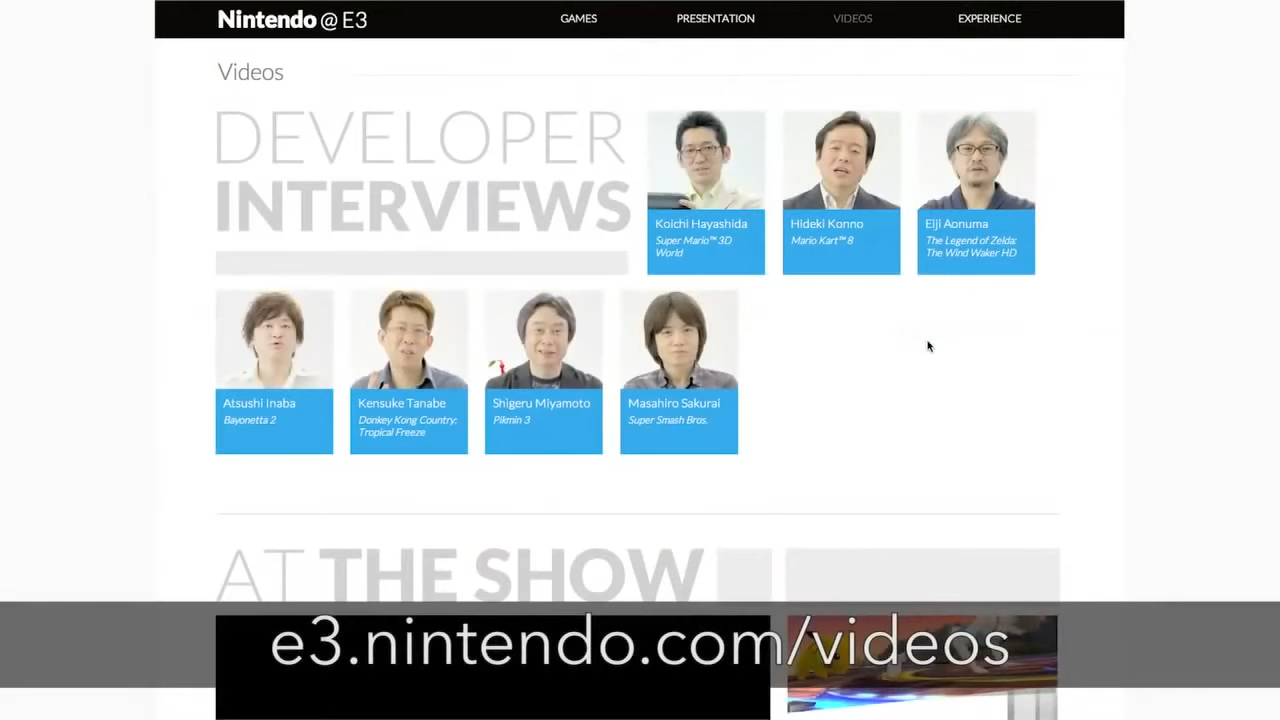 Nintendo @ E3
GAMES
PRESENTATION
VIDEOS
EXPERIENCE
Videos
DEVELOPER
INTERVIEWS
Koichi Hayashida
Super Mario™ 3D
World
Hideki Konno
Mario Kart™ 8
Eiji Aonuma
The Legend of Zelda:
The Wind Waker HD
Atsushi Inaba
Bayonetta 2
Kensuke Tanabe
Donkey Kong Country:
Tropical Freeze
Shigeru Miyamoto
Pikmin 3
Masahiro Sakurai
Super Smash Bros.
AT THE SHOW
e3.nintendo.com/videos